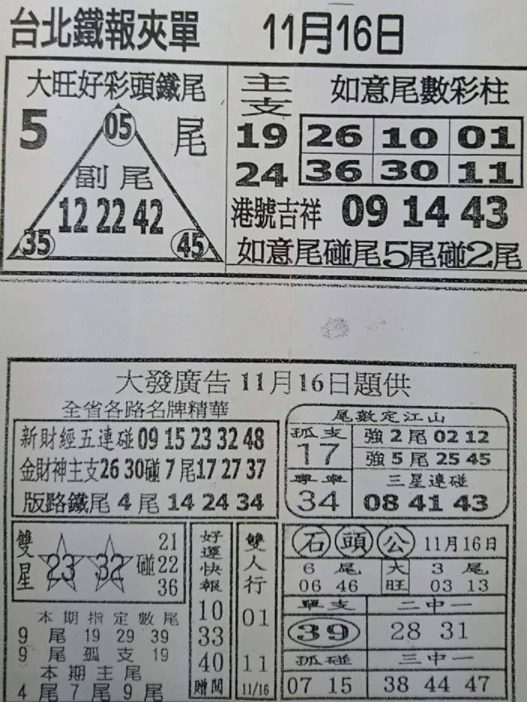 台北鐵報夾單 11月16日
大旺好彩頭鐵尾
5 05 尾
副尾
12 22 42
35 45
主支
19
24
如意尾數彩柱
26 10 01
36 30 11
港號吉祥 09 14 43
如意尾碰尾5尾碰2尾
大發廣告11月16日題供
全省各路名牌精華
新財經五連碰 09 15 23 32 48
金財神主支26 30碰7尾17 27 37
版路鐵尾 4 尾 14 24 34
尾數定江山
孤支
17
強2尾 02 12
強5尾 25 45
34
三星連碰
08 41 43
雙星
23 32 碰
21
22
36
本期指定數尾
9 尾 19 29 39
9 尾 孤支 19
本期主尾
4尾 7尾 9尾
好運快報
10
33
40
贈閱
雙人行
01
11
11/16
石頭公 11月16日
6 尾
06 46
大旺
3 尾
03 13
單支
39
二中一
28 31
孤碰
07 15
三中一
38 44 47